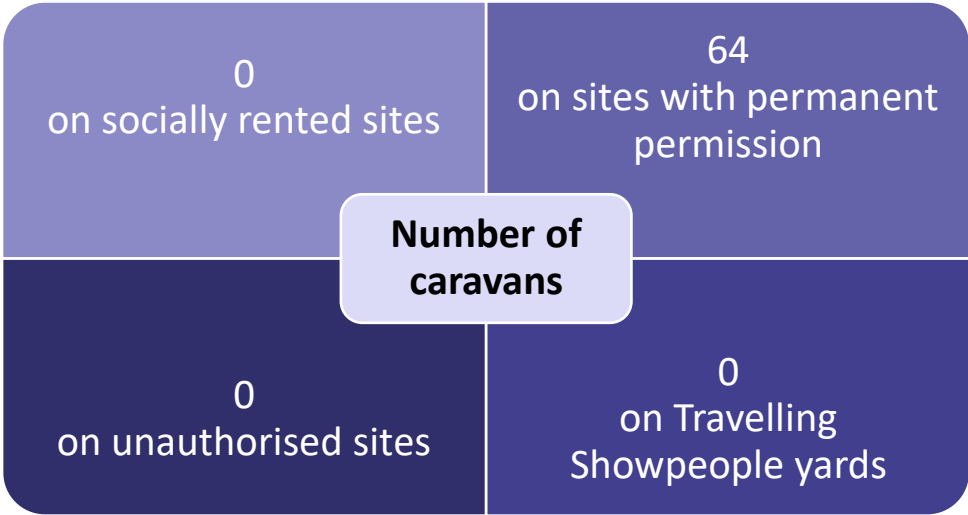 0
on socially rented sites
64
on sites with permanent
permission
Number of
caravans
0
on unauthorised sites
0
on Travelling
Showpeople yards